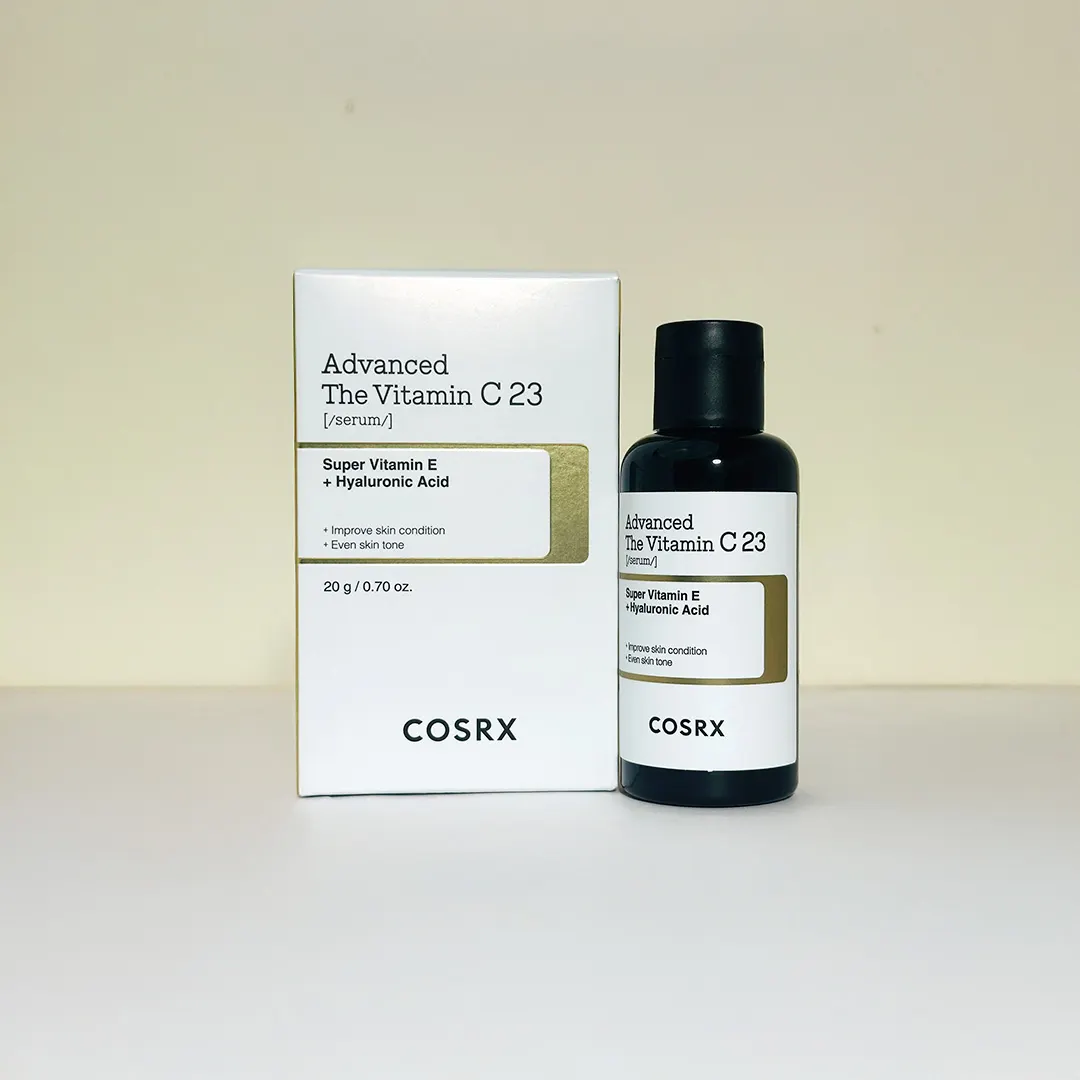 Advanced
The Vitamin C 23
[/serum/]
Super Vitamin E
+ Hyaluronic Acid
+ Improve skin condition
+ Even skin tone
20 g / 0.70 oz.
COSRX
Advanced
The Vitamin C 23
[/serum/]
Super Vitamin E
+ Hyaluronic Acid
+ Improve skin condition
+ Even skin tone
COSRX